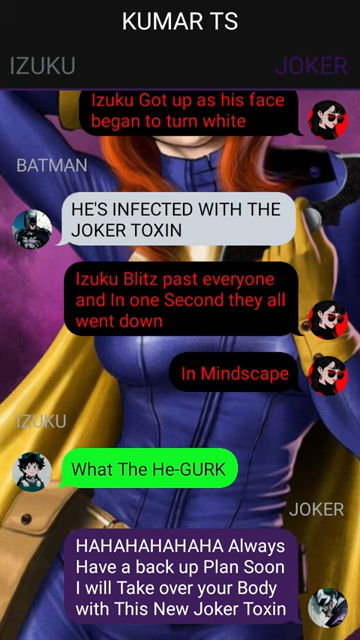 KUMAR TS
IZUKU
JOKER
Izuku Got up as his face
began to turn white
BATMAN
HE'S INFECTED WITH THE
JOKER TOXIN
Izuku Blitz past everyone
and In one Second they all
went down
In Mindscape
IZUKU
What The He-GURK
JOKER
HAHAHAHAHAHA Always
Have a back up Plan Soon
I will Take over your Body
with This New Joker Toxin